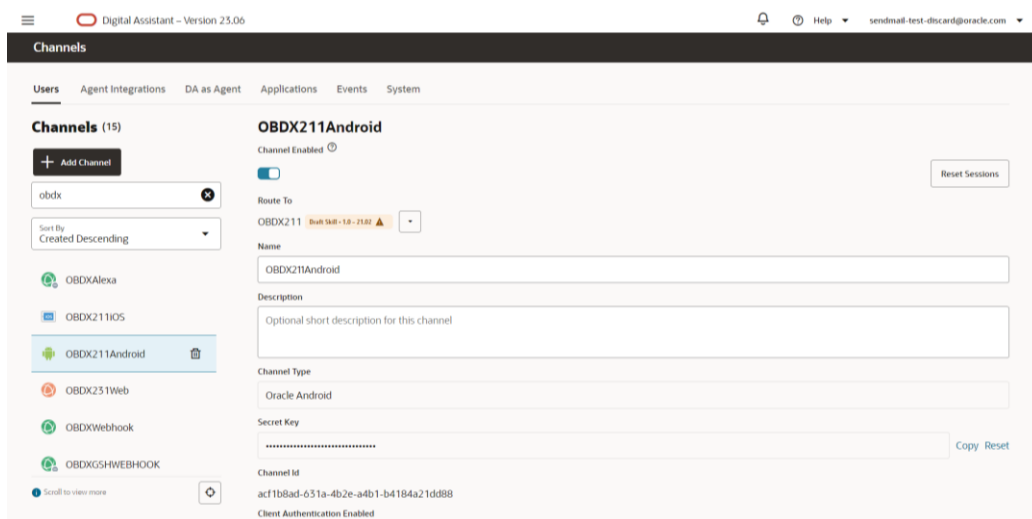 Digital Assistant – Version 23.06
Help
sendmail-test-discard@oracle.com
Channels
Users Agent Integrations DA as Agent Applications Events System
Channels (15)
Add Channel
obdx
Sort By
Created Descending
OBDXAlexa
OBDX211iOS
OBDX211Android
OBDX231Web
OBDXWebhook
OBDXGSHWEBHOOK
Scroll to view more
OBDX211Android
Channel Enabled
Reset Sessions
Route To
OBDX211 Draft Skill - 1.0 - 21.02
Name
OBDX211Android
Description
Optional short description for this channel
Channel Type
Oracle Android
Secret Key
••••••••••••••••••••••••••••••••
Copy Reset
Channel Id
acf1b8ad-631a-4b2e-a4b1-b4184a21dd88
Client Authentication Enabled